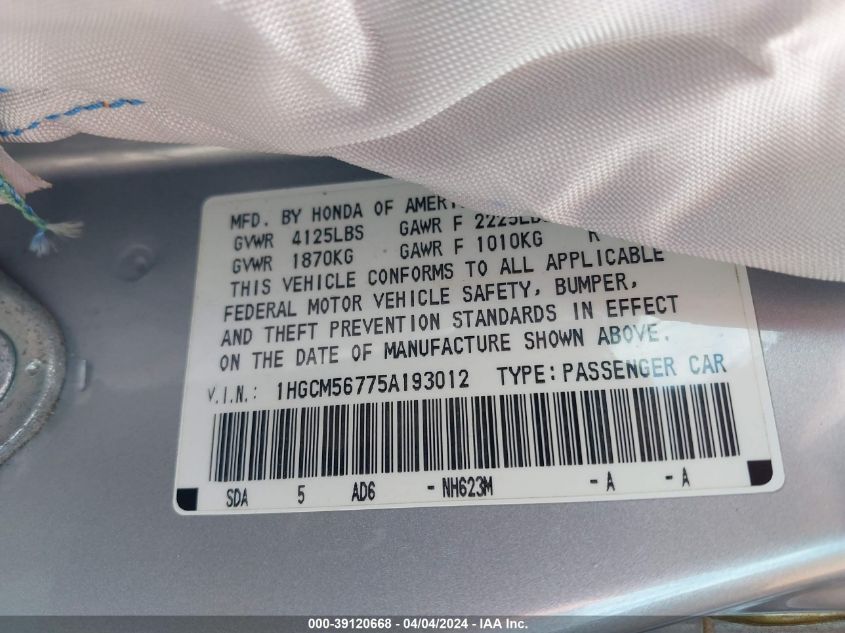 MFD. BY HONDA OF
GVWR 4125LBS GAWR F
GVWR 1870KG GAWR F 1010KG
THIS VEHICLE CONFORMS TO ALL APPLICABLE
FEDERAL MOTOR VEHICLE SAFETY, BUMPER,
AND THEFT PREVENTION STANDARDS IN EFFECT
ON THE DATE OF MANUFACTURE SHOWN ABOVE.
V.I.N.: 1HGCM56775A193012 TYPE:PASSENGER CAR
SDA 5 AD6 -NH623M -A -A
000-39120668 - 04/04/2024 - IAA Inc.